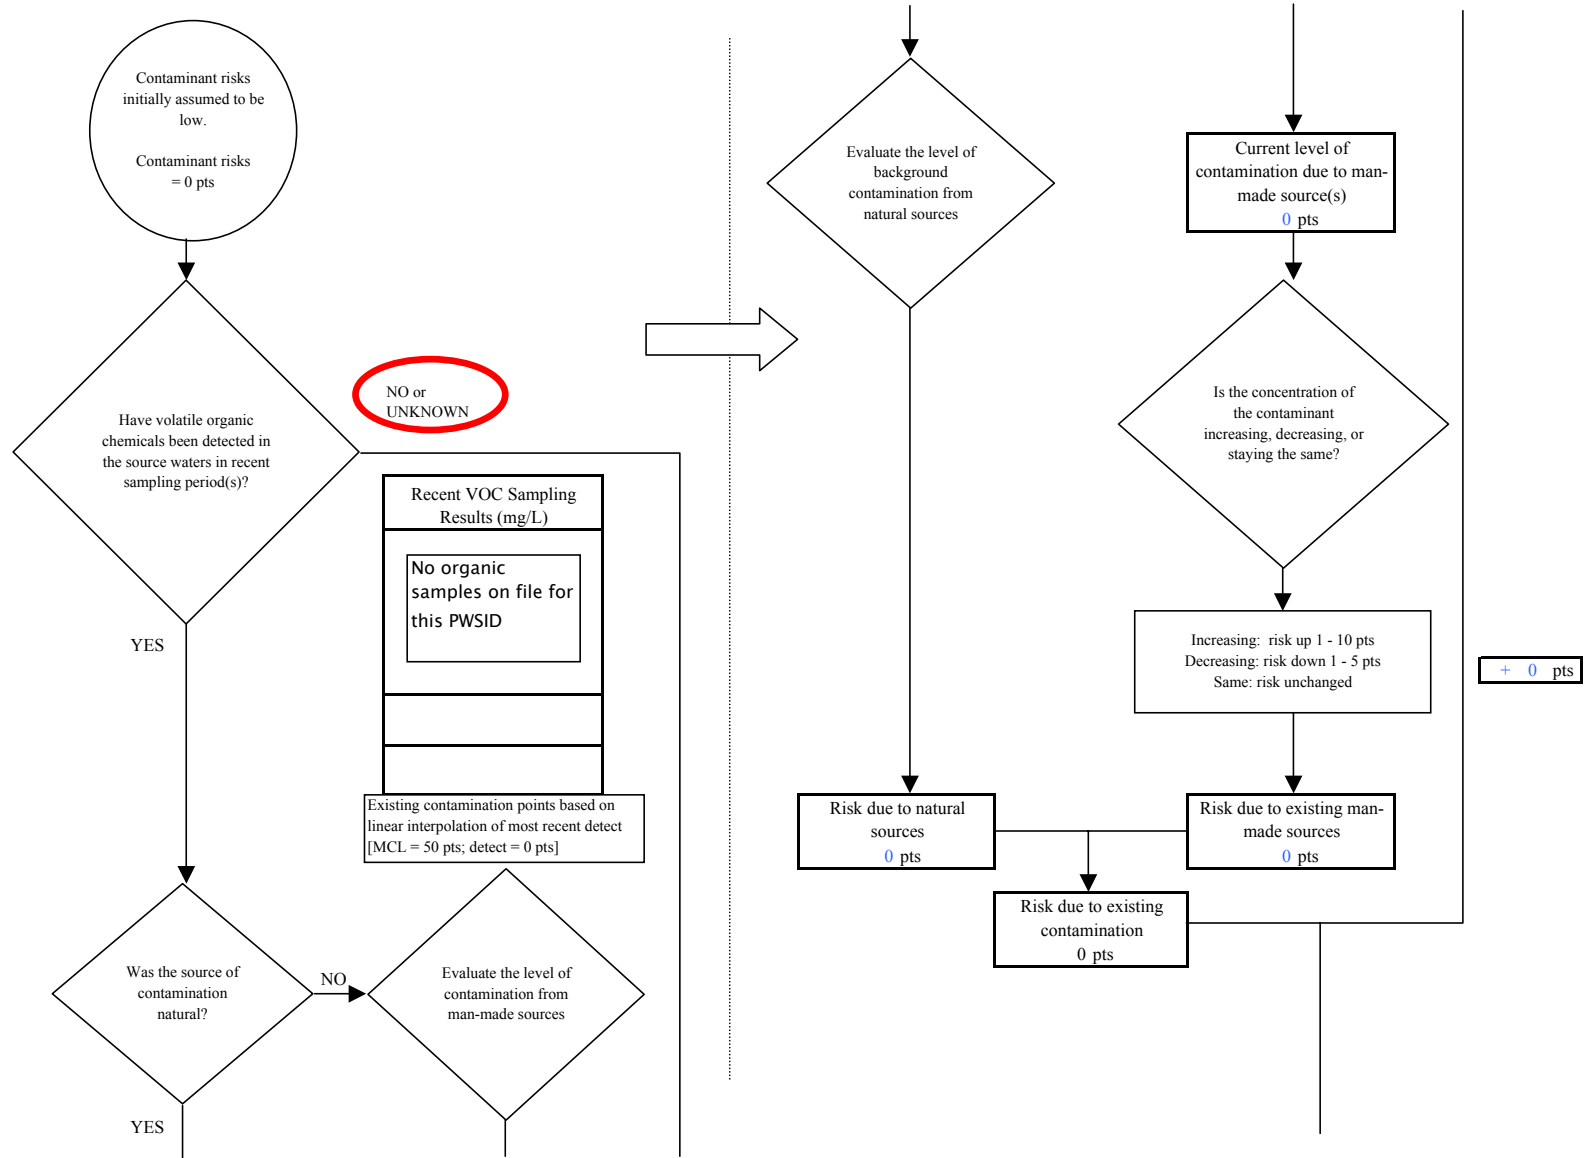 Contaminant risks
initially assumed to be
low.
Contaminant risks
= 0 pts
Have volatile organic
chemicals been detected in
the source waters in recent
sampling period(s)?
NO or
UNKNOWN
Recent VOC Sampling
Results (mg/L)
No organic
samples on file for
this PWSID
YES
Existing contamination points based on
linear interpolation of most recent detect
[MCL = 50 pts; detect = 0 pts]
Was the source of
contamination
natural?
NO
Evaluate the level of
contamination from
man-made sources
YES
Evaluate the level of
background
contamination from
natural sources
Current level of
contamination due to man-
made source(s)
0 pts
Is the concentration of
the contaminant
increasing, decreasing, or
staying the same?
Increasing: risk up 1 - 10 pts
Decreasing: risk down 1 - 5 pts
Same: risk unchanged
+ 0 pts
Risk due to natural
sources
0 pts
Risk due to existing man-
made sources
0 pts
Risk due to existing
contamination
0 pts